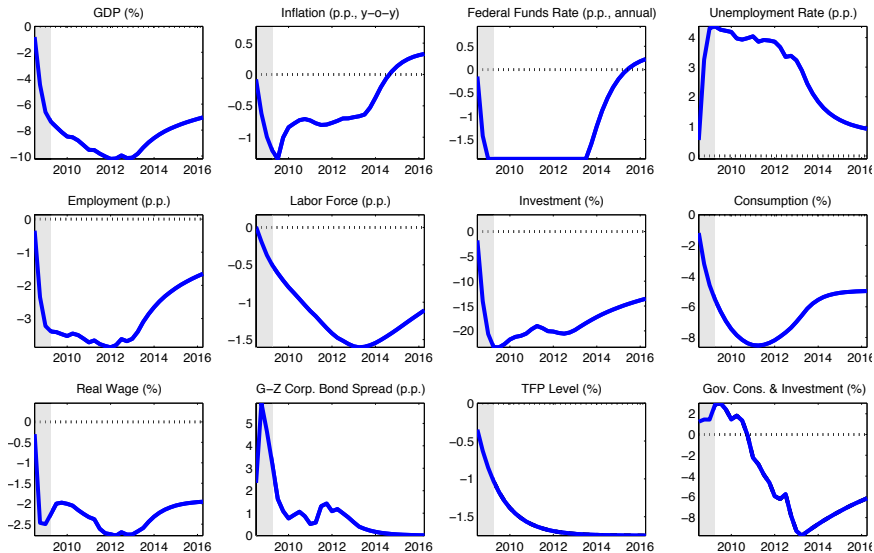 GDP (%)
0
−2
−4
−6
−8
−10
2010 2012 2014 2016
Inflation (p.p., y−o−y)
0.5
0
−0.5
−1
2010 2012 2014 2016
Federal Funds Rate (p.p., annual)
0.5
0
−0.5
−1
−1.5
2010 2012 2014 2016
Unemployment Rate (p.p.)
4
3
2
1
0
2010 2012 2014 2016
Employment (p.p.)
0
−1
−2
−3
2010 2012 2014 2016
Labor Force (p.p.)
0
−0.5
−1
−1.5
2010 2012 2014 2016
Investment (%)
0
−5
−10
−15
−20
2010 2012 2014 2016
Consumption (%)
−2
−4
−6
−8
2010 2012 2014 2016
Real Wage (%)
0
−0.5
−1
−1.5
−2
−2.5
2010 2012 2014 2016
G−Z Corp. Bond Spread (p.p.)
5
4
3
2
1
0
2010 2012 2014 2016
TFP Level (%)
0
−0.5
−1
−1.5
2010 2012 2014 2016
Gov. Cons. & Investment (%)
2
0
−2
−4
−6
−8
2010 2012 2014 2016